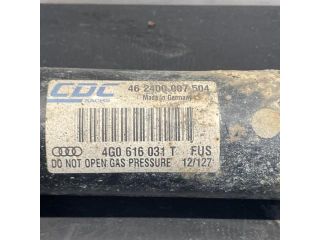 CDC 46 2400 007 504
SACHS Made in Germany
4G0 616 031 T FUS
DO NOT OPEN GAS PRESSURE 12/127